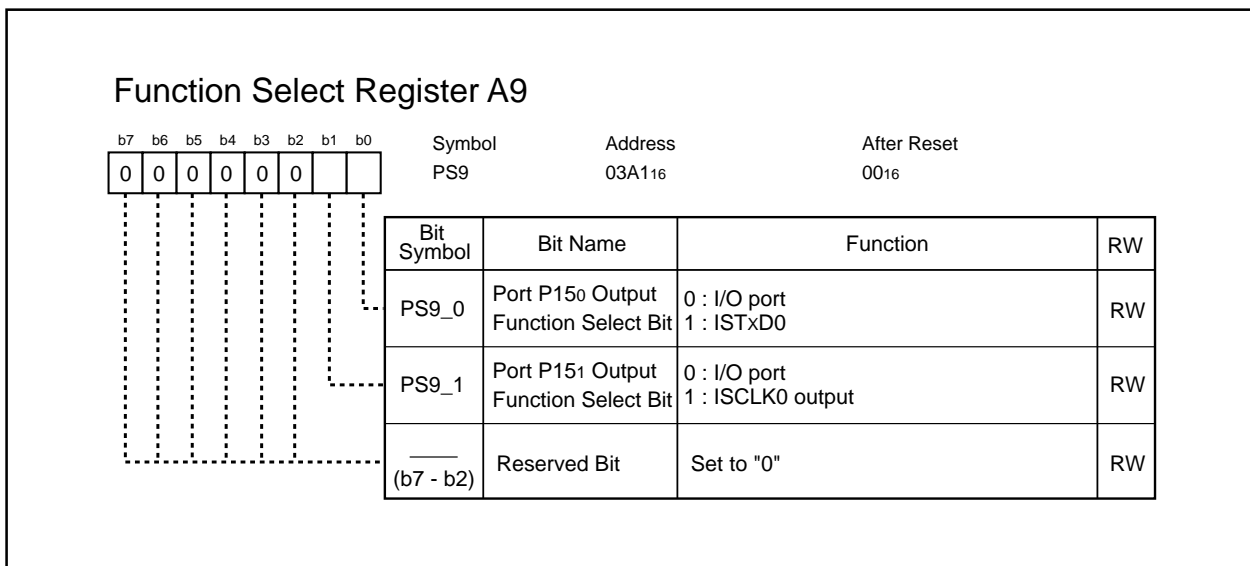 Function Select Register A9
b7 b6 b5 b4 b3 b2 b1 b0
Symbol Address After Reset
0 0 0 0 0 0
PS9 03A116 0016
Bit Symbol Bit Name Function RW
PS9_0 Port P150 Output Function Select Bit 0 : I/O port 1 : ISTxD0 RW
PS9_1 Port P151 Output Function Select Bit 0 : I/O port 1 : ISCLK0 output RW
(b7 - b2) Reserved Bit Set to "0" RW